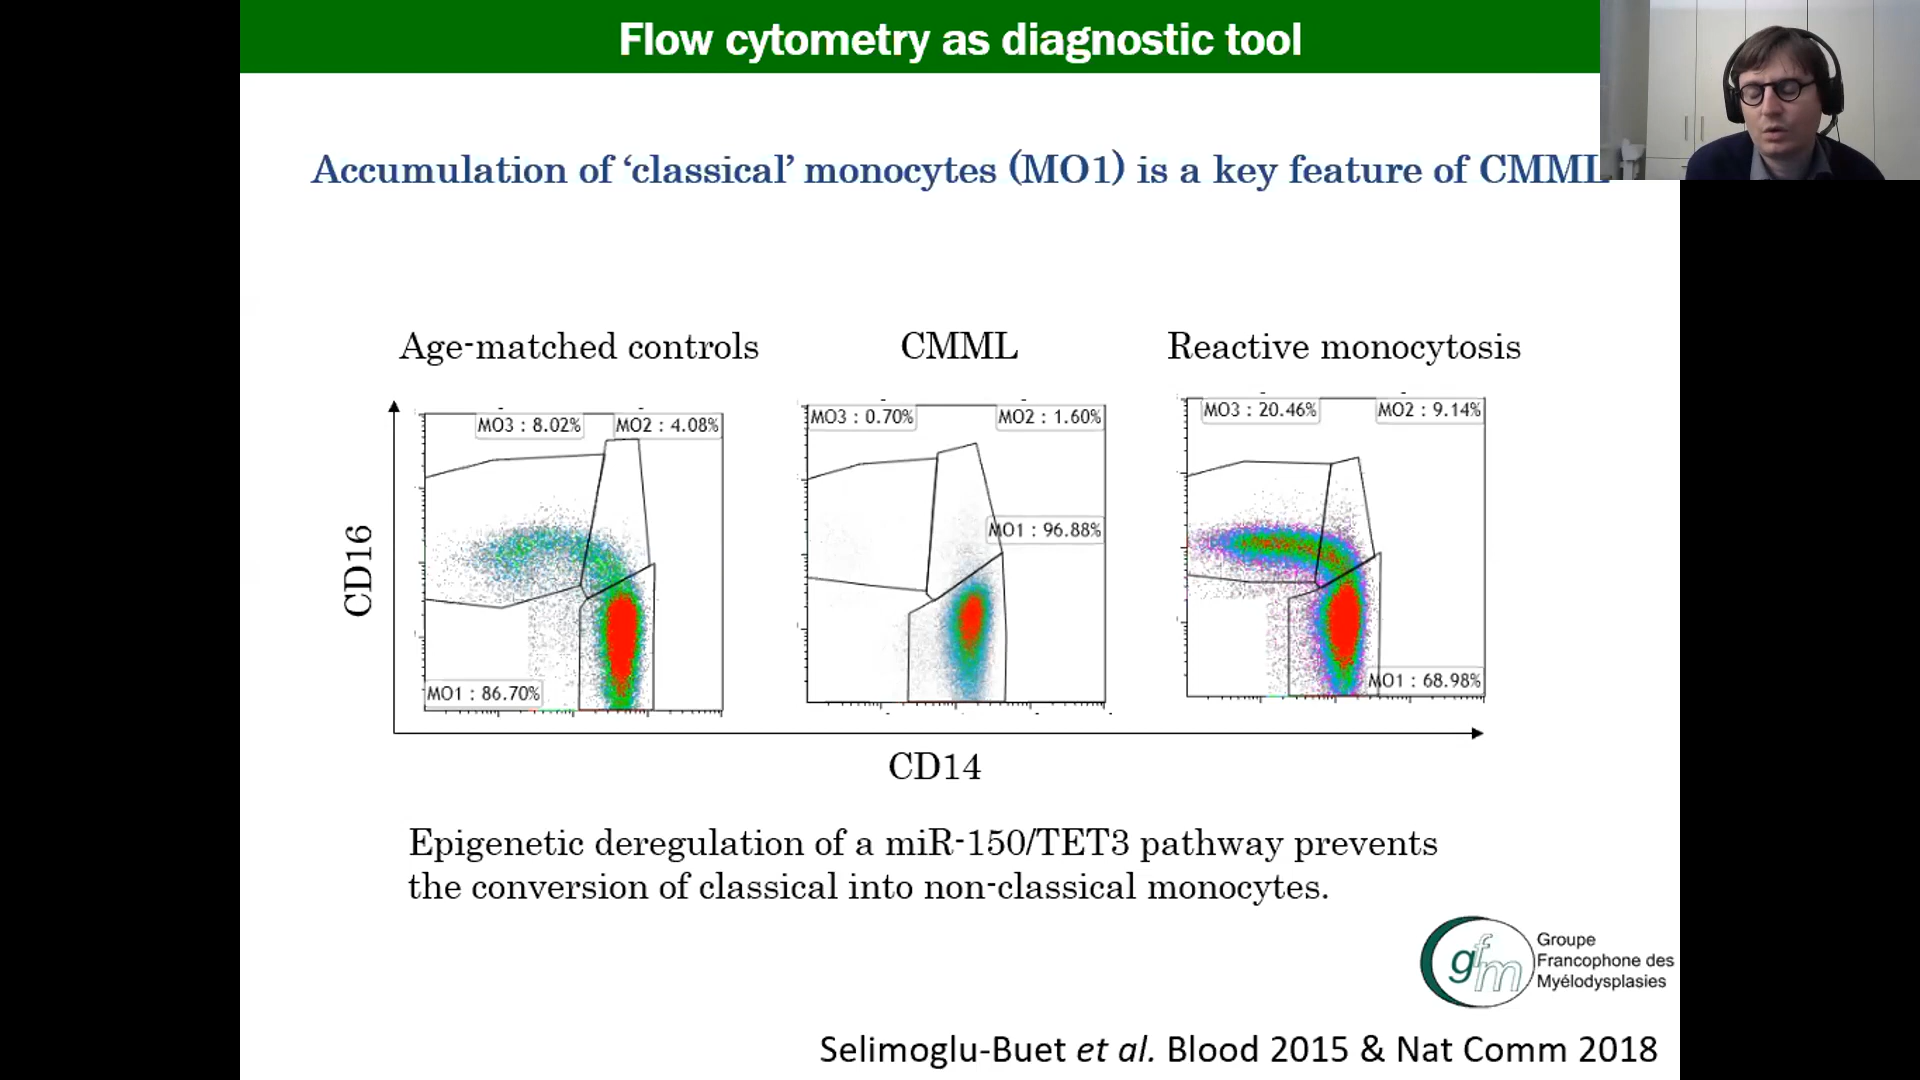 Flow cytometry as diagnostic tool
Accumulation of ‘classical’ monocytes (MO1) is a key feature of CMML
Age-matched controls
CMML
Reactive monocytosis
MO3 : 8.02%
MO2 : 4.08%
MO1 : 86.70%
MO3 : 0.70%
MO2 : 1.60%
MO1 : 96.88%
MO3 : 20.46%
MO2 : 9.14%
MO1 : 68.98%
CD16
CD14
Epigenetic deregulation of a miR-150/TET3 pathway prevents
the conversion of classical into non-classical monocytes.
gfm
Groupe
Francophone des
Myélodysplasies
Selimoglu-Buet et al. Blood 2015 & Nat Comm 2018